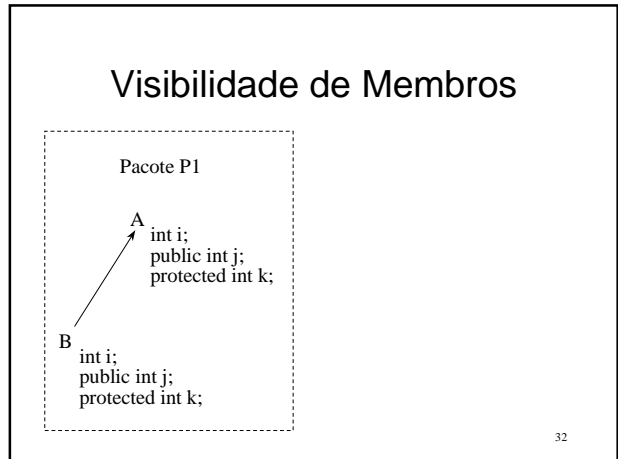 Visibilidade de Membros
Pacote P1
A
int i;
public int j;
protected int k;
B
int i;
public int j;
protected int k;
32